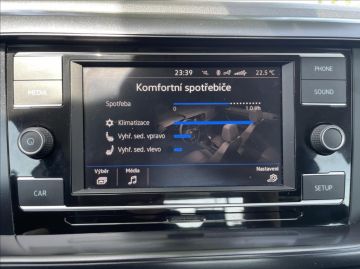 RADIO
MEDIA
PHONE
SOUND
CAR
SETUP
23:39 22.5 °C
Komfortní spotřebiče
Spotřeba
0 1.0 l/h
Klimatizace
Vyhř. sed. vpravo
Vyhř. sed. vlevo
Výběr Média Nastavení